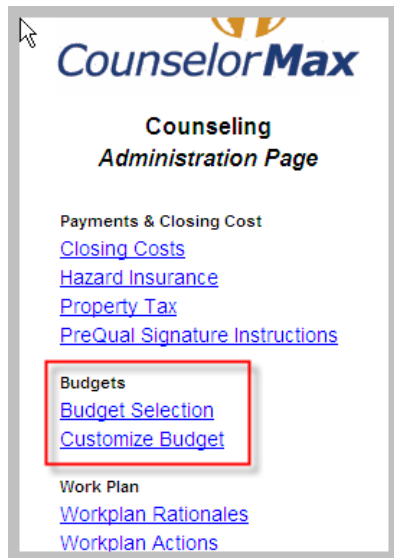 CounselorMax
Counseling
Administration Page
Payments & Closing Cost
Closing Costs
Hazard Insurance
Property Tax
PreQual Signature Instructions
Budgets
Budget Selection
Customize Budget
Work Plan
Workplan Rationales
Workplan Actions